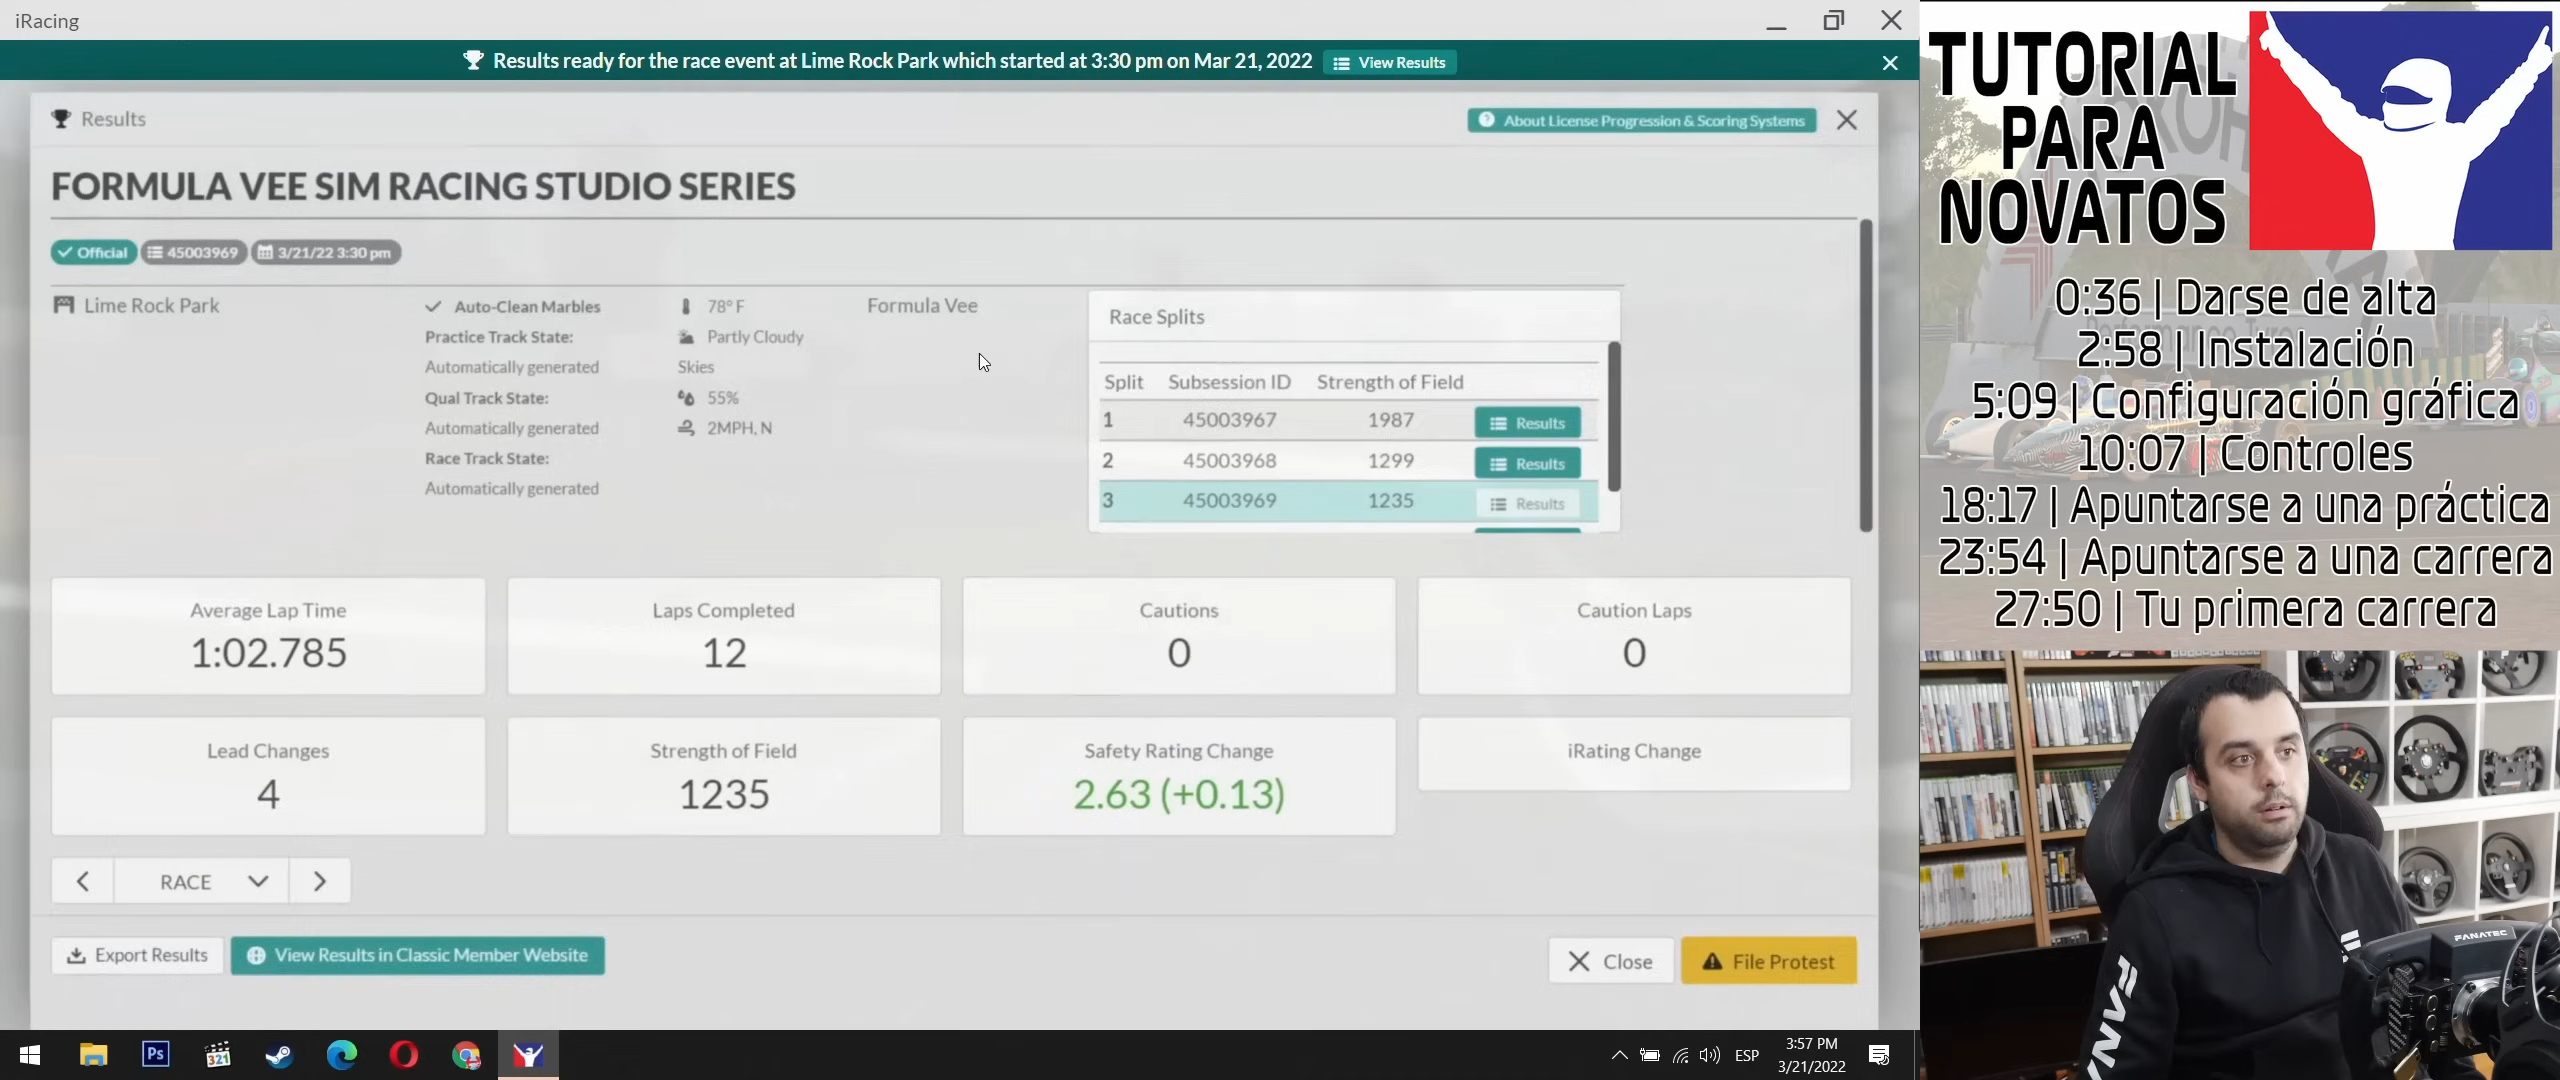 iRacing
Results ready for the race event at Lime Rock Park which started at 3:30 pm on Mar 21, 2022
View Results
Results
About License Progression & Scoring Systems
FORMULA VEE SIM RACING STUDIO SERIES
Official
45003969
3/21/22 3:30 pm
Lime Rock Park
Auto-Clean Marbles
Practice Track State:
Automatically generated
Qual Track State:
Automatically generated
Race Track State:
Automatically generated
78° F
Partly Cloudy
Skies
55%
2MPH, N
Formula Vee
Race Splits
Split Subsession ID Strength of Field
1 45003967 1987 Results
2 45003968 1299 Results
3 45003969 1235 Results
Average Lap Time
1:02.785
Laps Completed
12
Cautions
0
Caution Laps
0
Lead Changes
4
Strength of Field
1235
Safety Rating Change
2.63 (+0.13)
iRating Change
RACE
Export Results
View Results in Classic Member Website
Close
File Protest
Ps
321
ESP
3:57 PM
3/21/2022
TUTORIAL
PARA
NOVATOS
0:36 | Darse de alta
2:58 | Instalación
5:09 | Configuración gráfica
10:07 | Controles
18:17 | Apuntarse a una práctica
23:54 | Apuntarse a una carrera
27:50 | Tu primera carrera
FANATEC